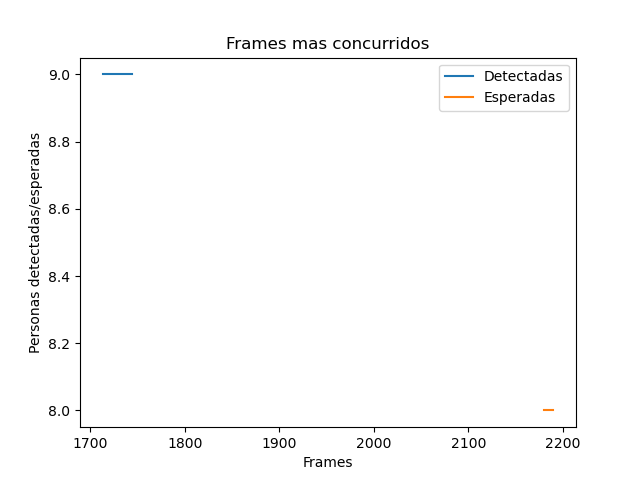 Frames mas concurridos
Detectadas
Esperadas
Personas detectadas/esperadas
9.0
8.8
8.6
8.4
8.2
8.0
1700 1800 1900 2000 2100 2200
Frames